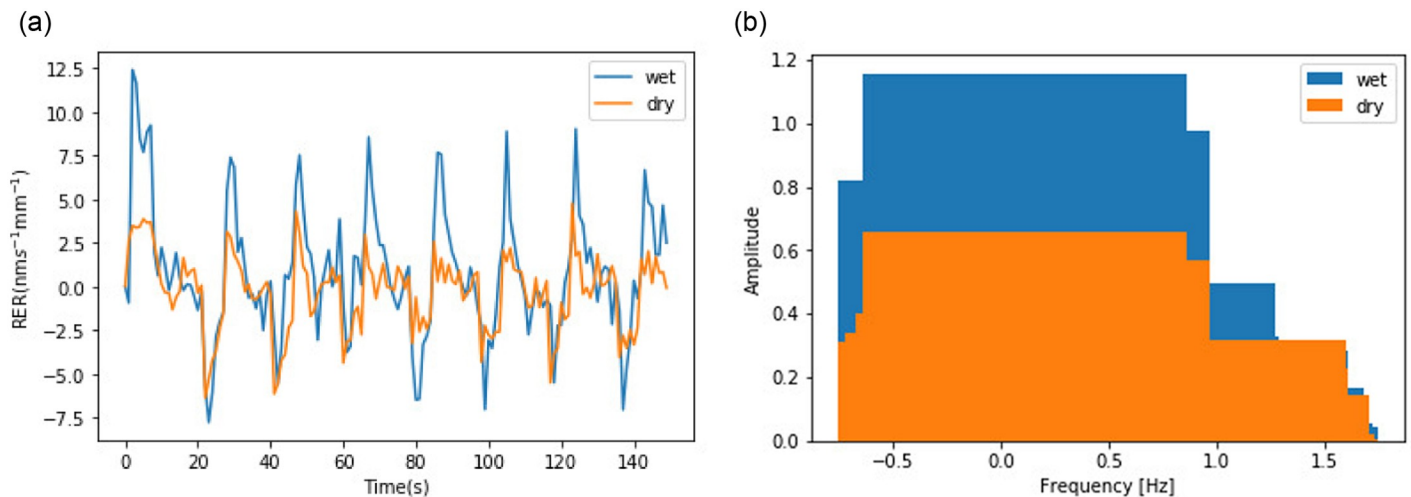 (a)
12.5
10.0
7.5
5.0
2.5
0.0
−2.5
−5.0
−7.5
RER(nms⁻¹mm⁻¹)
0 20 40 60 80 100 120 140
Time(s)
wet
dry
(b)
1.2
1.0
0.8
0.6
0.4
0.2
0.0
Amplitude
−0.5 0.0 0.5 1.0 1.5
Frequency [Hz]
wet
dry